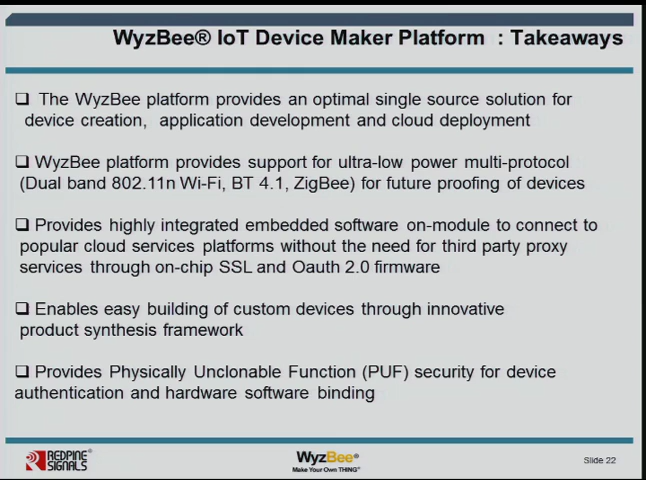 WyzBee® IoT Device Maker Platform : Takeaways
❑ The WyzBee platform provides an optimal single source solution for
device creation, application development and cloud deployment
❑ WyzBee platform provides support for ultra-low power multi-protocol
(Dual band 802.11n Wi-Fi, BT 4.1, ZigBee) for future proofing of devices
❑ Provides highly integrated embedded software on-module to connect to
popular cloud services platforms without the need for third party proxy
services through on-chip SSL and Oauth 2.0 firmware
❑ Enables easy building of custom devices through innovative
product synthesis framework
❑ Provides Physically Unclonable Function (PUF) security for device
authentication and hardware software binding
REDPINE®
SIGNALS
WyzBee®
Make Your Own THING™
Slide 22